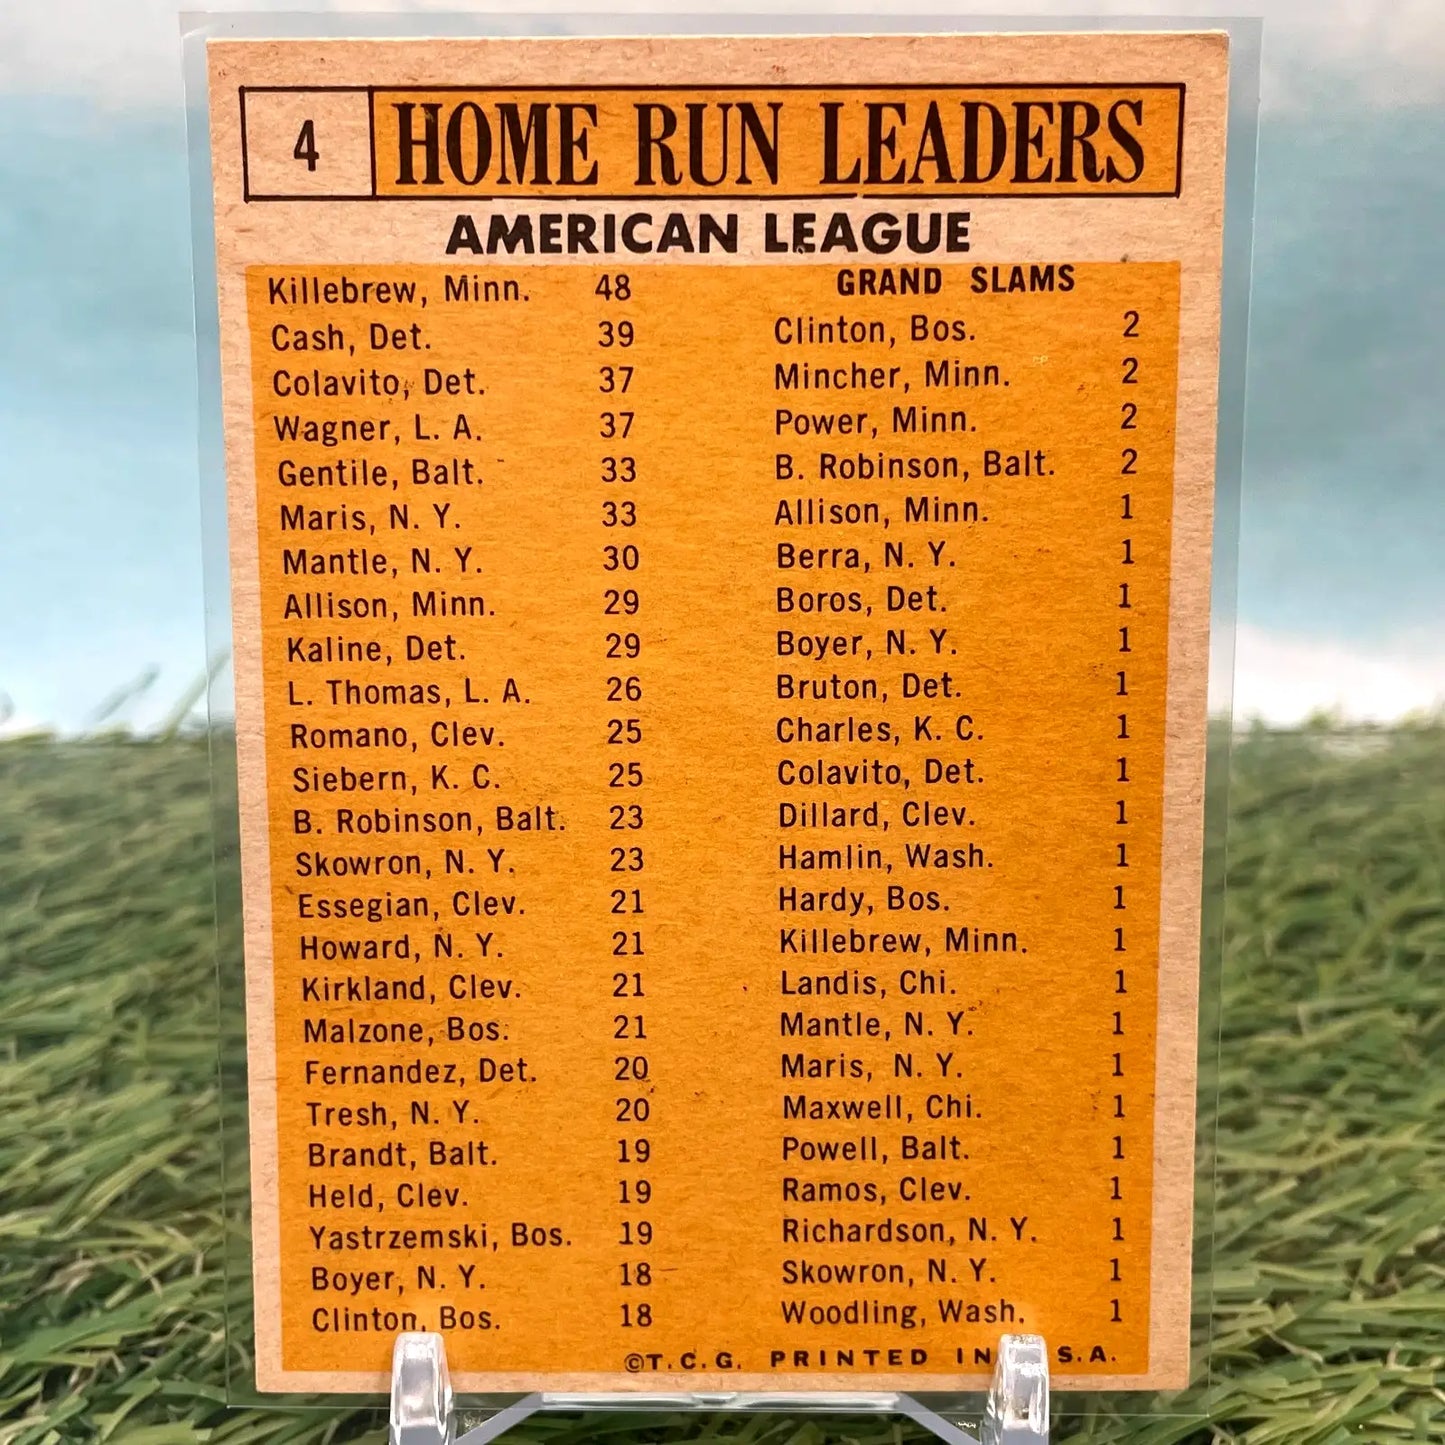 4 HOME RUN LEADERS
AMERICAN LEAGUE
Killebrew, Minn. 48
Cash, Det. 39
Colavito, Det. 37
Wagner, L. A. 37
Gentile, Balt. 33
Maris, N. Y. 33
Mantle, N. Y. 30
Allison, Minn. 29
Kaline, Det. 29
L. Thomas, L. A. 26
Romano, Clev. 25
Siebern, K. C. 25
B. Robinson, Balt. 23
Skowron, N. Y. 23
Essegian, Clev. 21
Howard, N. Y. 21
Kirkland, Clev. 21
Malzone, Bos. 21
Fernandez, Det. 20
Tresh, N. Y. 20
Brandt, Balt. 19
Held, Clev. 19
Yastrzemski, Bos. 19
Boyer, N. Y. 18
Clinton, Bos. 18
GRAND SLAMS
Clinton, Bos. 2
Mincher, Minn. 2
Power, Minn. 2
B. Robinson, Balt. 2
Allison, Minn. 1
Berra, N. Y. 1
Boros, Det. 1
Boyer, N. Y. 1
Bruton, Det. 1
Charles, K. C. 1
Colavito, Det. 1
Dillard, Clev. 1
Hamlin, Wash. 1
Hardy, Bos. 1
Killebrew, Minn. 1
Landis, Chi. 1
Mantle, N. Y. 1
Maris, N. Y. 1
Maxwell, Chi. 1
Powell, Balt. 1
Ramos, Clev. 1
Richardson, N. Y. 1
Skowron, N. Y. 1
Woodling, Wash. 1
©T. C. G. PRINTED IN S. A.